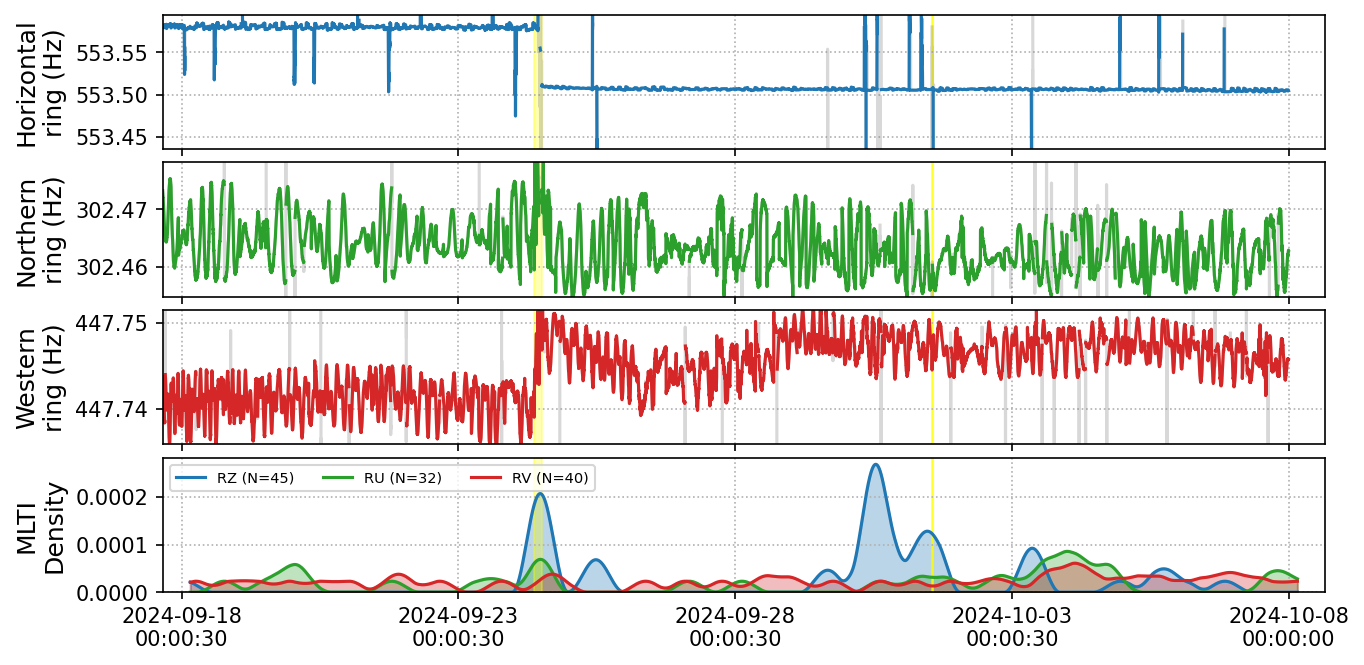 Horizontal
ring (Hz)
553.55
553.50
553.45
Northern
ring (Hz)
302.47
302.46
Western
ring (Hz)
447.75
447.74
MLTI
Density
RZ (N=45)
RU (N=32)
RV (N=40)
0.0002
0.0001
0.0000
2024-09-18
00:00:30
2024-09-23
00:00:30
2024-09-28
00:00:30
2024-10-03
00:00:30
2024-10-08
00:00:00